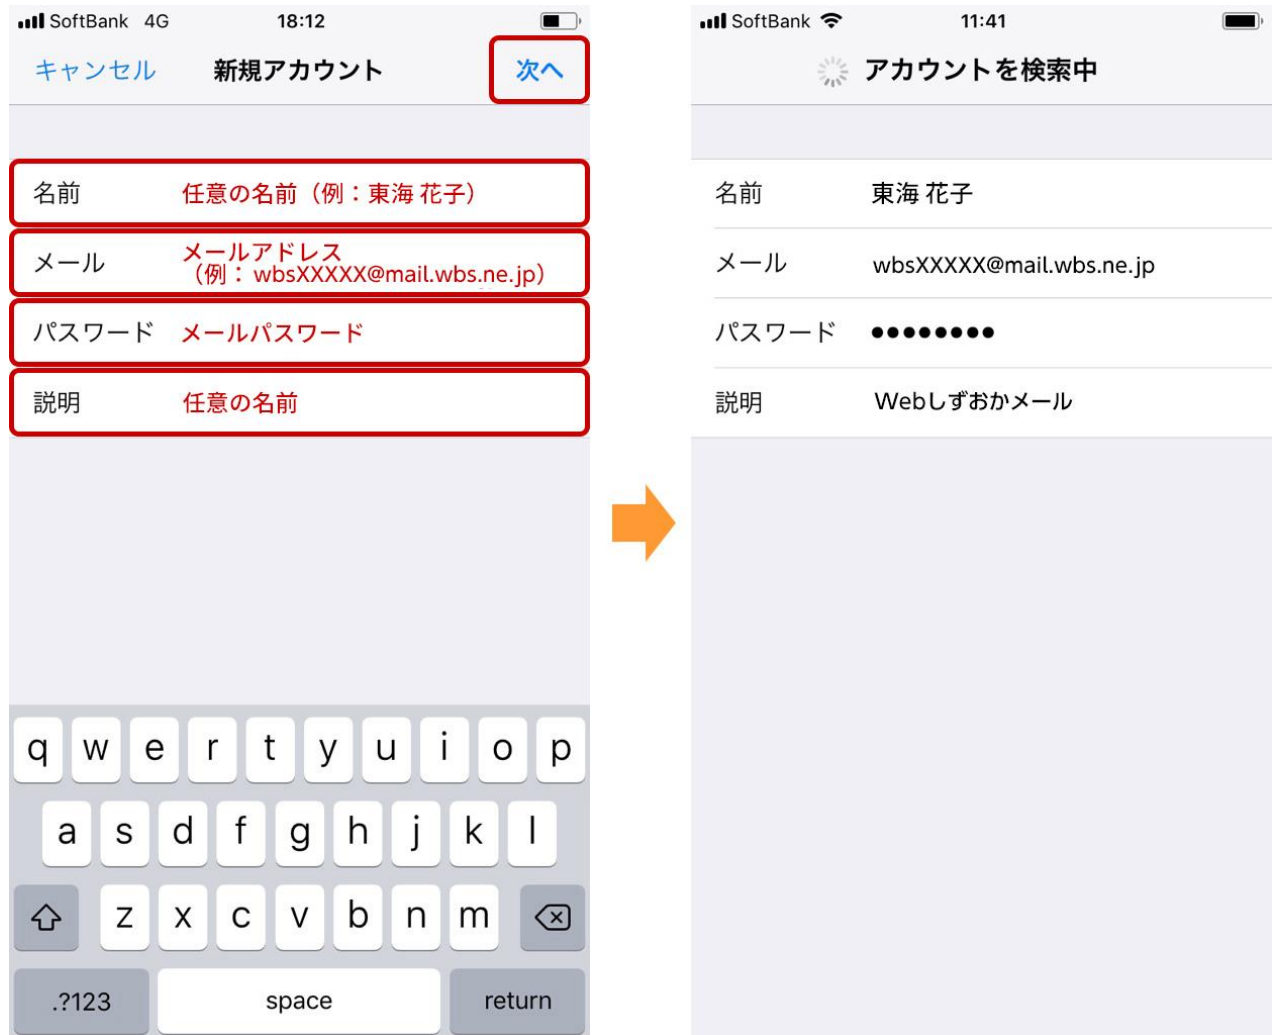 SoftBank 4G 18:12
キャンセル 新規アカウント 次へ
名前 任意の名前（例：東海 花子）
メール メールアドレス
（例：wbsXXXXX@mail.wbs.ne.jp）
パスワード メールパスワード
説明 任意の名前
q w e r t y u i o p
a s d f g h j k l
z x c v b n m
.?123 space return
SoftBank 11:41
アカウントを検索中
名前 東海 花子
メール wbsXXXXX@mail.wbs.ne.jp
パスワード ●●●●●●●●
説明 Webしずおかメール